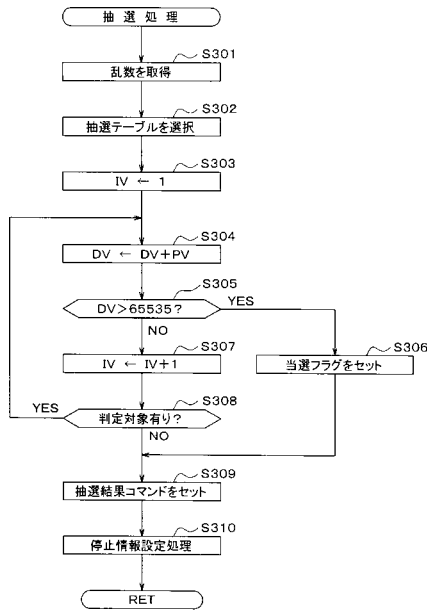 抽選処理
S301
乱数を取得
S302
抽選テーブルを選択
S303
IV ← 1
S304
DV ← DV+PV
S305
DV>65535?
YES
NO
S306
当選フラグをセット
S307
IV ← IV+1
S308
判定対象有り?
YES
NO
S309
抽選結果コマンドをセット
S310
停止情報設定処理
RET